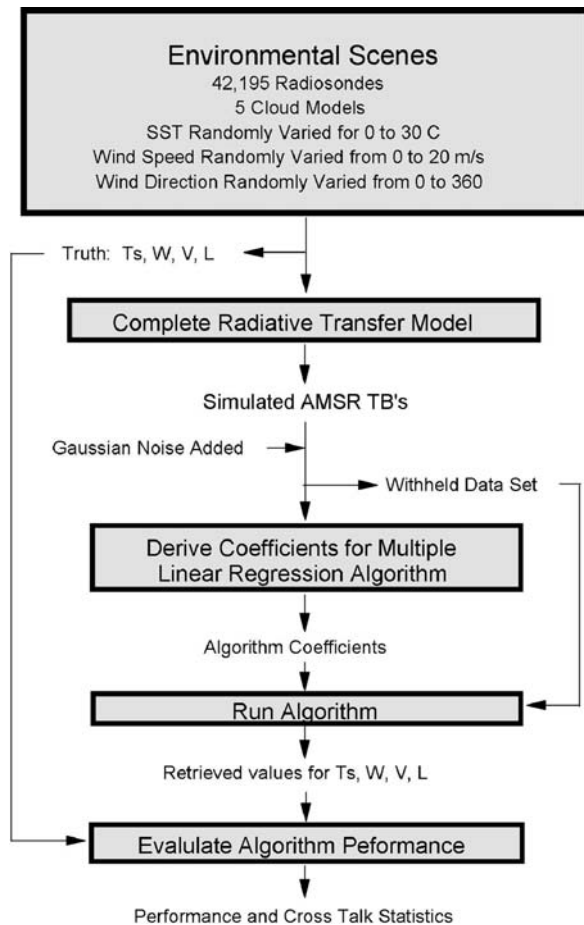 Environmental Scenes
42,195 Radiosondes
5 Cloud Models
SST Randomly Varied for 0 to 30 C
Wind Speed Randomly Varied from 0 to 20 m/s
Wind Direction Randomly Varied from 0 to 360
Truth: Ts, W, V, L
Complete Radiative Transfer Model
Simulated AMSR TB's
Gaussian Noise Added
Withheld Data Set
Derive Coefficients for Multiple
Linear Regression Algorithm
Algorithm Coefficients
Run Algorithm
Retrieved values for Ts, W, V, L
Evalulate Algorithm Peformance
Performance and Cross Talk Statistics